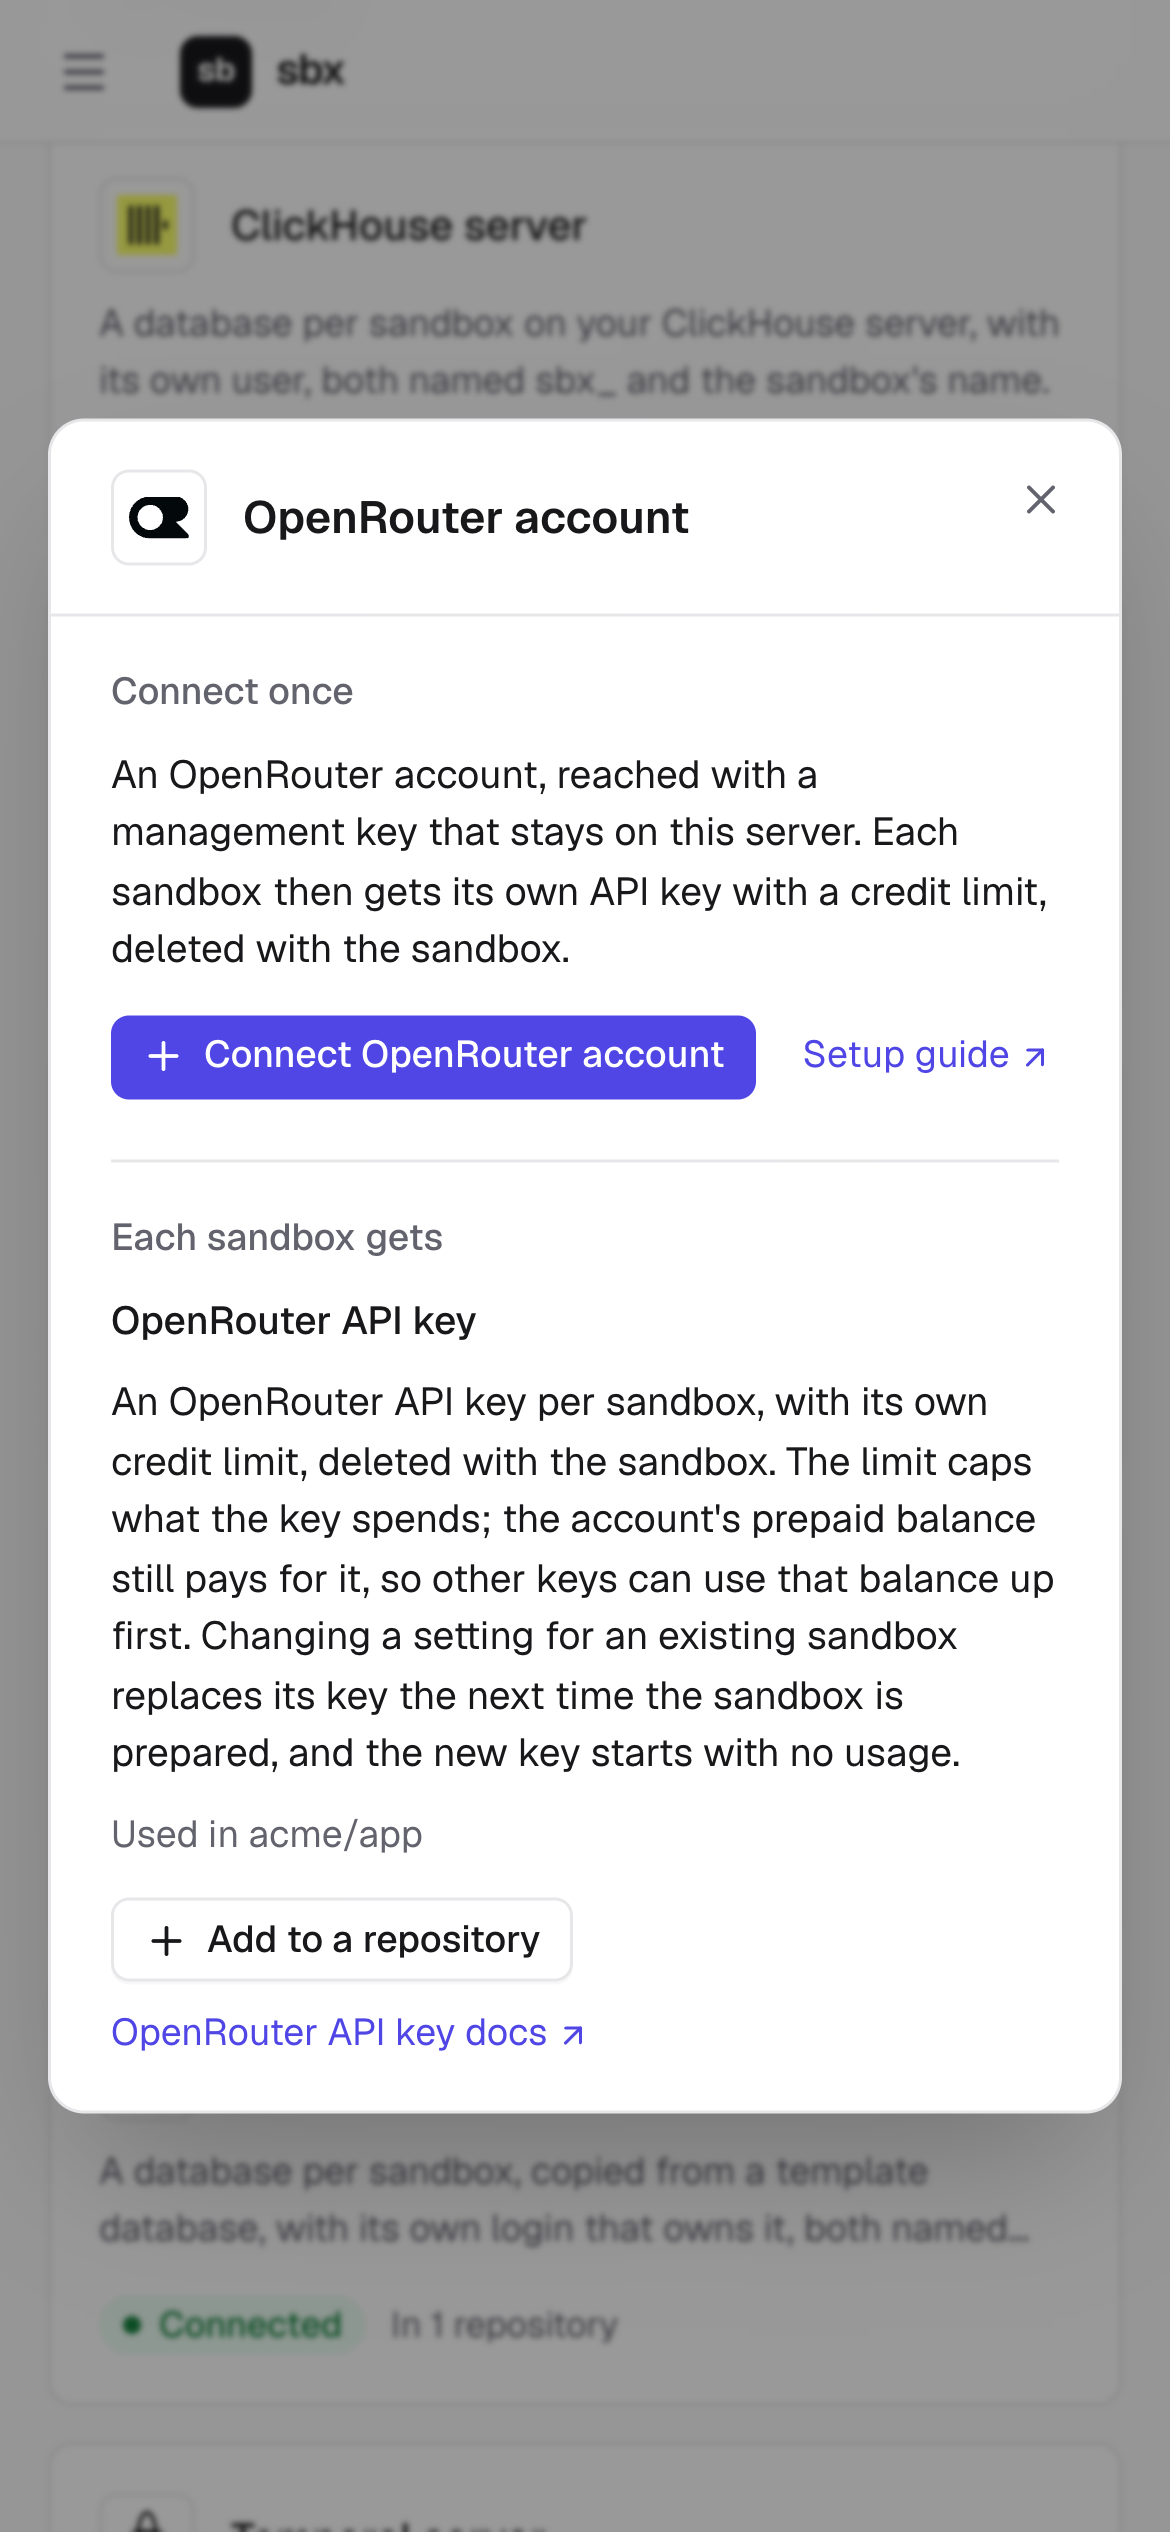 sb sbx
ClickHouse server
A database per sandbox on your ClickHouse server, with
its own user, both named sbx_ and the sandbox's name.
OpenRouter account
Connect once
An OpenRouter account, reached with a
management key that stays on this server. Each
sandbox then gets its own API key with a credit limit,
deleted with the sandbox.
Connect OpenRouter account Setup guide
Each sandbox gets
OpenRouter API key
An OpenRouter API key per sandbox, with its own
credit limit, deleted with the sandbox. The limit caps
what the key spends; the account's prepaid balance
still pays for it, so other keys can use that balance up
first. Changing a setting for an existing sandbox
replaces its key the next time the sandbox is
prepared, and the new key starts with no usage.
Used in acme/app
Add to a repository
OpenRouter API key docs
A database per sandbox, copied from a template
database, with its own login that owns it, both named...
Connected In 1 repository